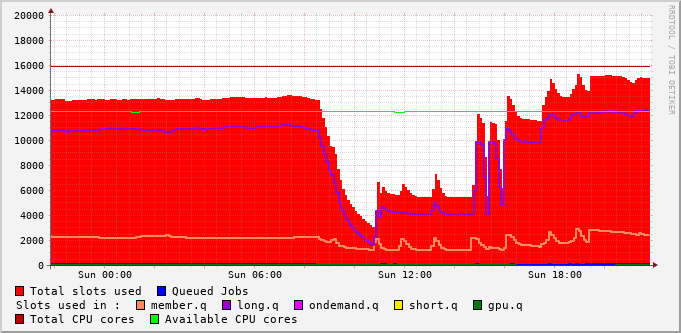 20000
18000
16000
14000
12000
10000
8000
6000
4000
2000
0
Sun 00:00 Sun 06:00 Sun 12:00 Sun 18:00
Total slots used Queued Jobs
Slots used in : member.q long.q ondemand.q short.q gpu.q
Total CPU cores Available CPU cores
RRDTOOL / TOBI OETIKER